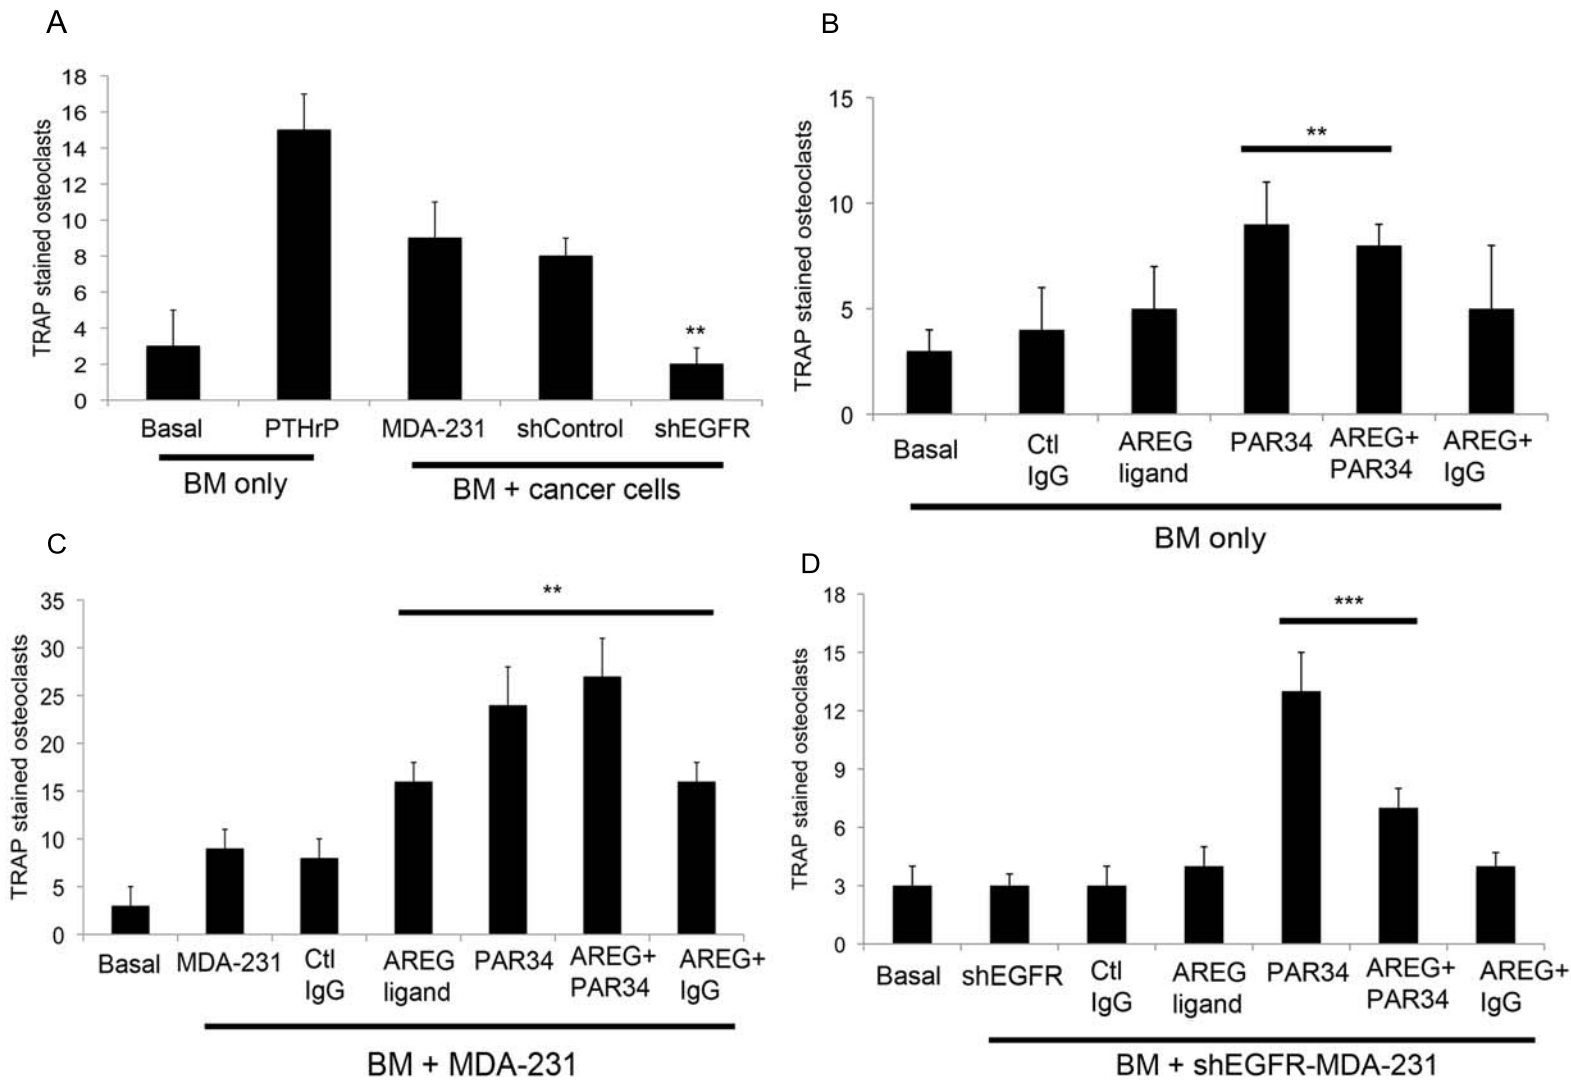 A
TRAP stained osteoclasts
18
16
14
12
10
8
6
4
2
0
**
Basal
PTHrP
MDA-231
shControl
shEGFR
BM only
BM + cancer cells
B
TRAP stained osteoclasts
15
10
5
0
**
Basal
Ctl
IgG
AREG
ligand
PAR34
AREG+
PAR34
AREG+
IgG
BM only
C
TRAP stained osteoclasts
35
30
25
20
15
10
5
0
**
Basal
MDA-231
Ctl
IgG
AREG
ligand
PAR34
AREG+
PAR34
AREG+
IgG
BM + MDA-231
D
TRAP stained osteoclasts
18
15
12
9
6
3
0
***
Basal
shEGFR
Ctl
IgG
AREG
ligand
PAR34
AREG+
PAR34
AREG+
IgG
BM + shEGFR-MDA-231